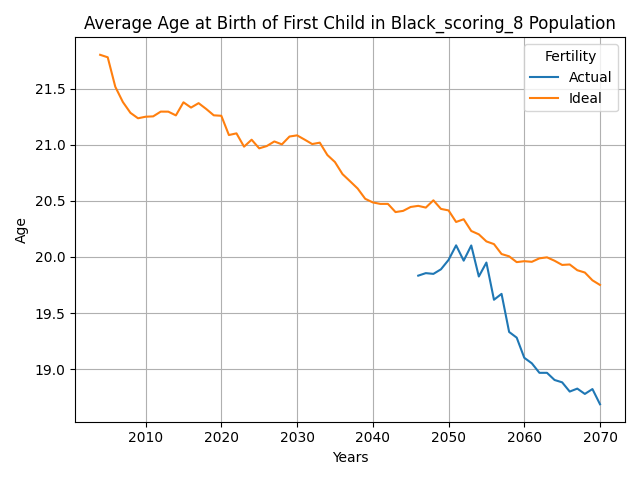 Average Age at Birth of First Child in Black_scoring_8 Population
Fertility
Actual
Ideal
21.5
21.0
20.5
20.0
19.5
19.0
Age
2010 2020 2030 2040 2050 2060 2070
Years